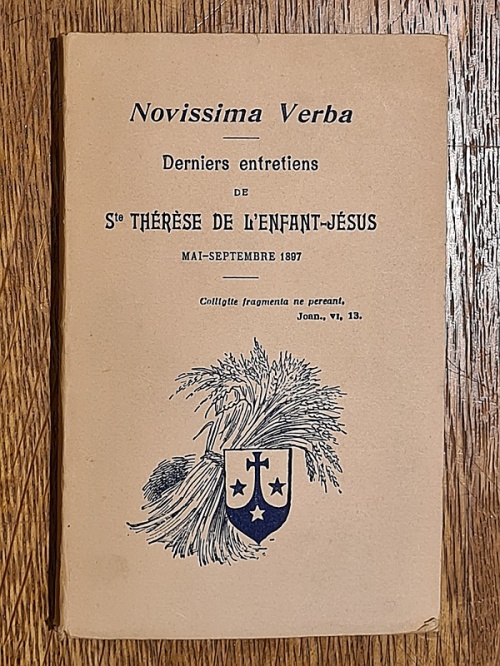 Novissima Verba
Derniers entretiens
DE
Ste THÉRÈSE DE L'ENFANT-JÉSUS
MAI-SEPTEMBRE 1897
Colligite fragmenta ne pereant,
Joan., VI, 13.